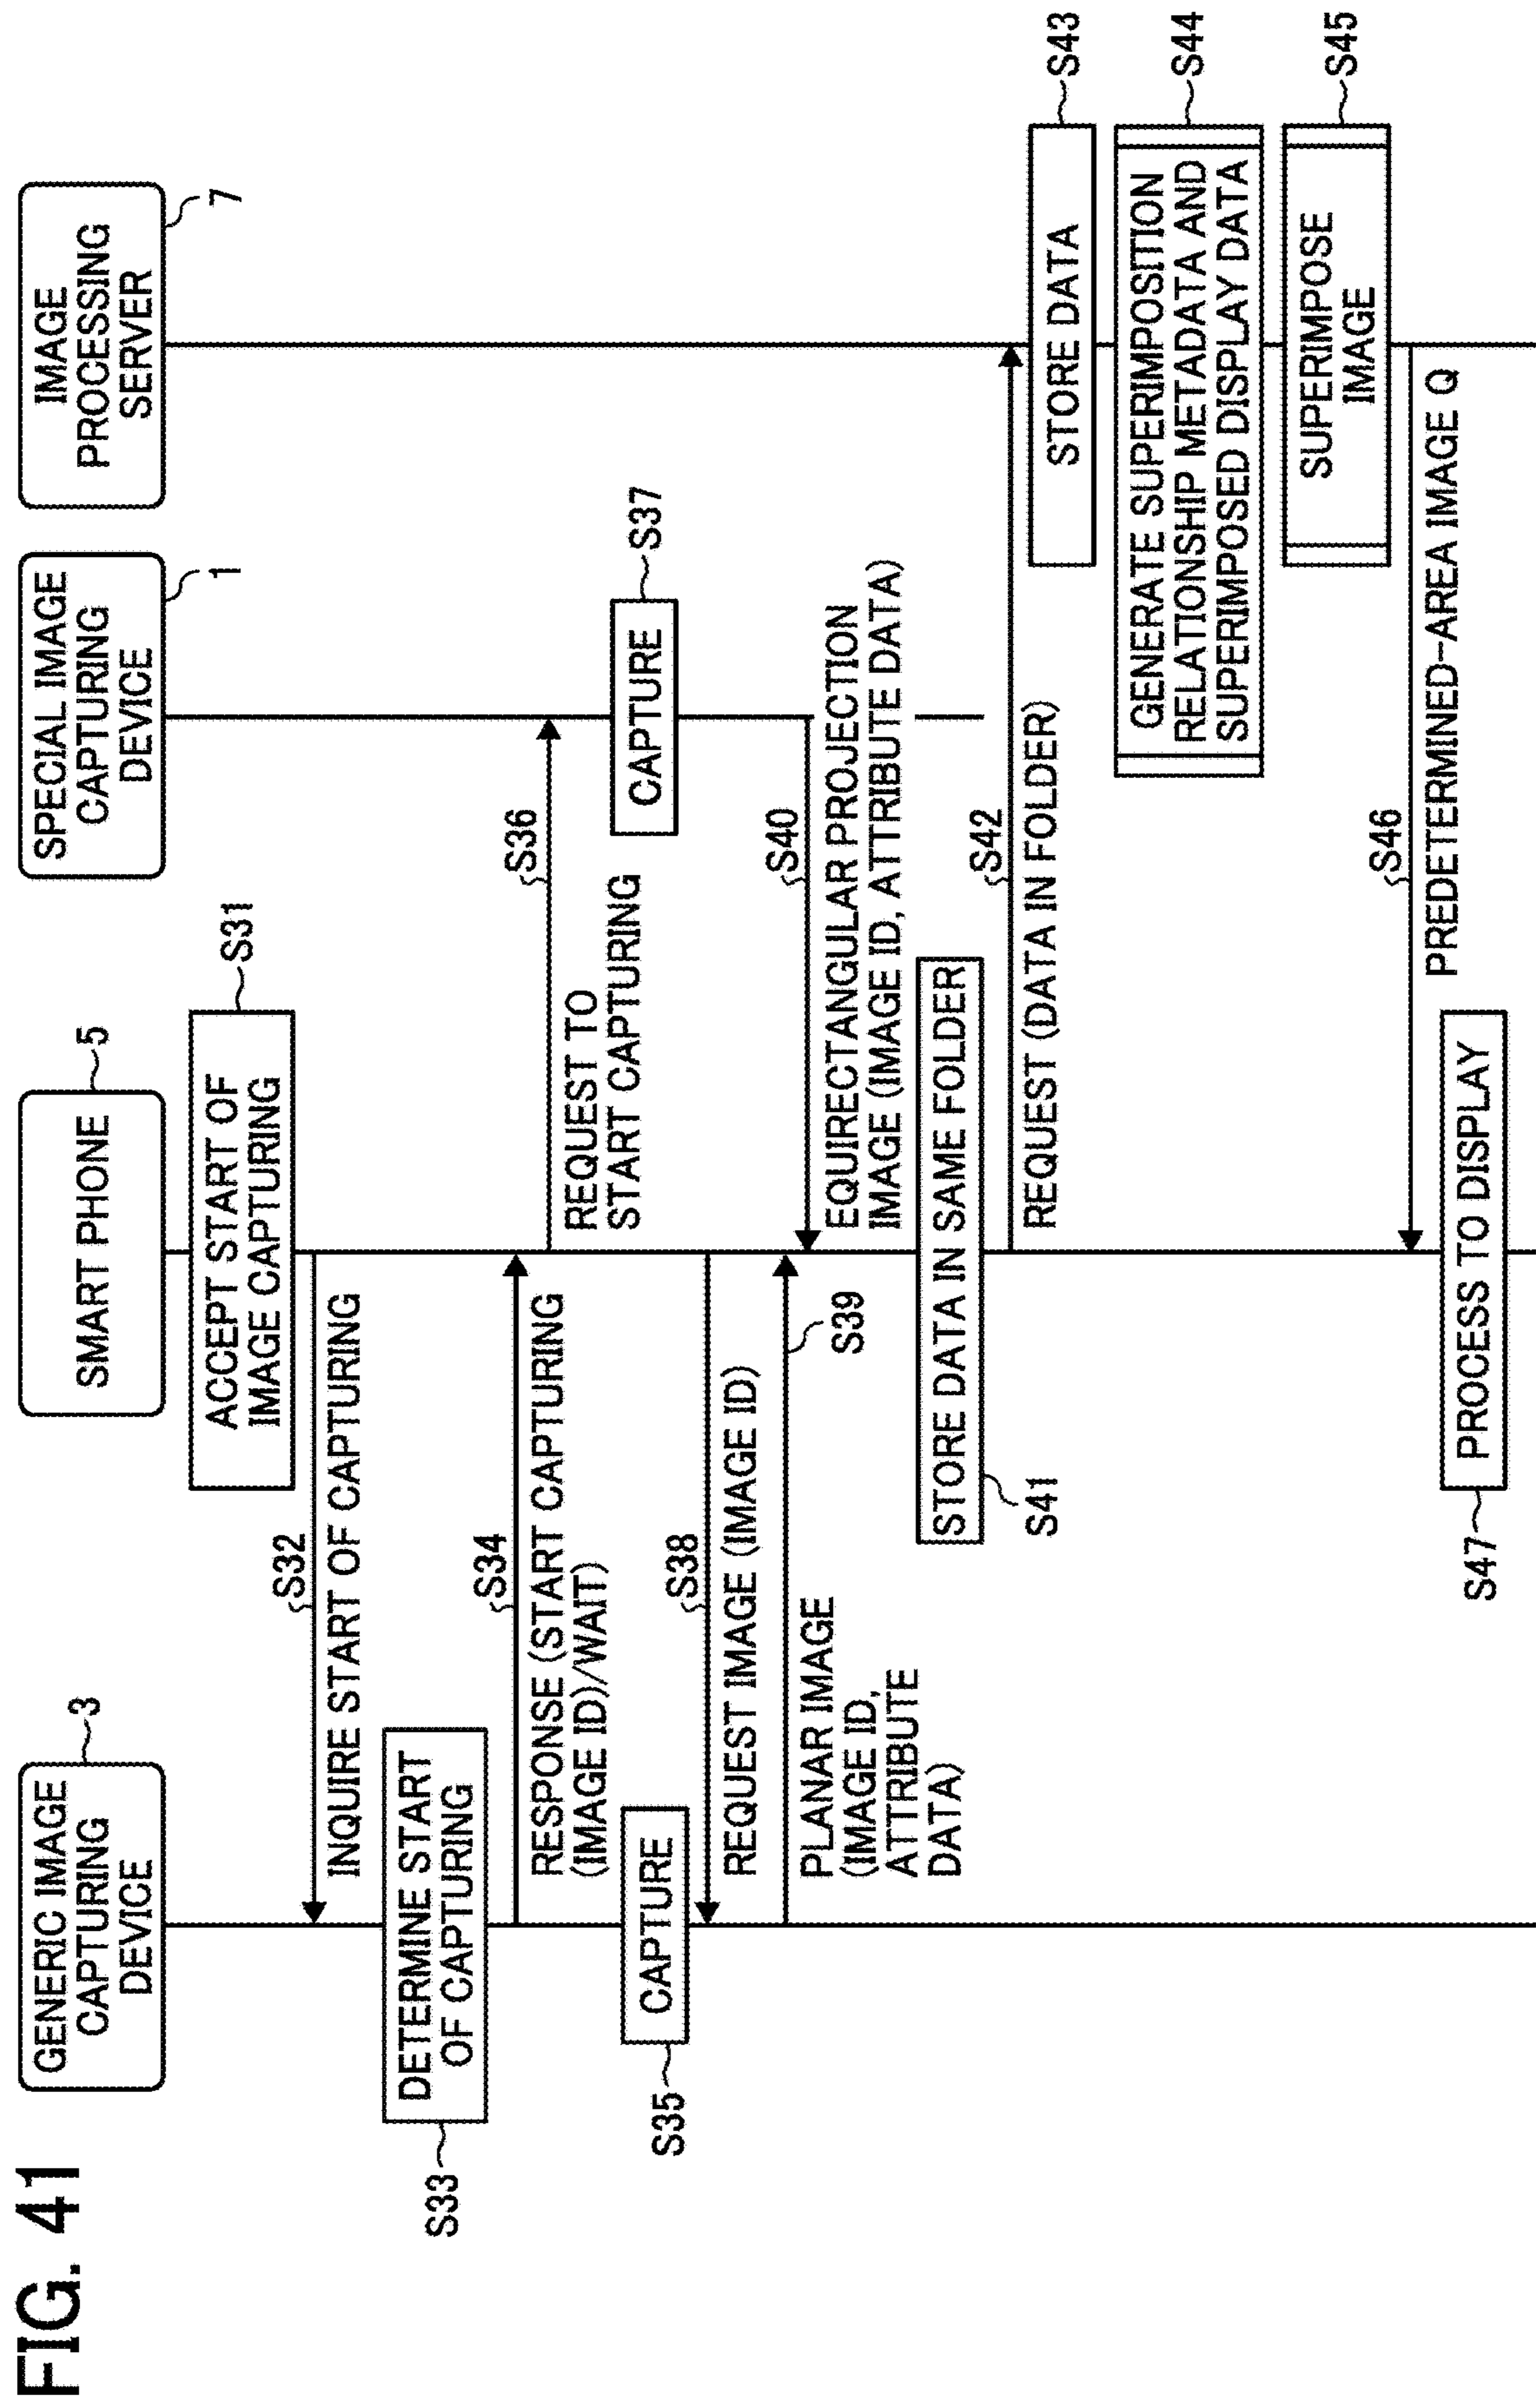 FIG. 41
GENERIC IMAGE
CAPTURING
DEVICE
3
SMART PHONE
5
SPECIAL IMAGE
CAPTURING
DEVICE
1
IMAGE
PROCESSING
SERVER
7
ACCEPT START OF
IMAGE CAPTURING
S31
S32
INQUIRE START OF CAPTURING
DETERMINE START
OF CAPTURING
S33
S34
RESPONSE (START CAPTURING
(IMAGE ID)/WAIT)
S36
REQUEST TO
START CAPTURING
CAPTURE
S35
CAPTURE
S37
S38
REQUEST IMAGE (IMAGE ID)
S39
PLANAR IMAGE
(IMAGE ID,
ATTRIBUTE
DATA)
S40
EQUIRECTANGULAR PROJECTION
IMAGE (IMAGE ID, ATTRIBUTE DATA)
STORE DATA IN SAME FOLDER
S41
S42
REQUEST (DATA IN FOLDER)
STORE DATA
S43
GENERATE SUPERIMPOSITION
RELATIONSHIP METADATA AND
SUPERIMPOSED DISPLAY DATA
S44
SUPERIMPOSE
IMAGE
S45
S46
PREDETERMINED-AREA IMAGE Q
PROCESS TO DISPLAY
S47